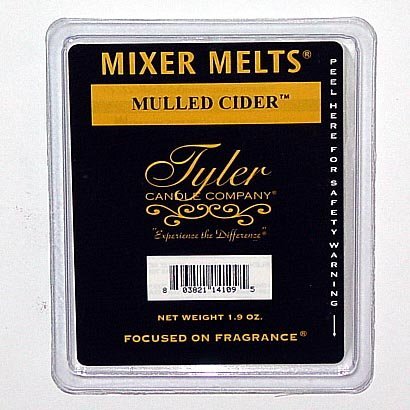 MIXER MELTS®
MULLED CIDER™
Tyler
CANDLE COMPANY®
"Experience the Difference"®
8 03821 14109 5
NET WEIGHT 1.9 OZ.
FOCUSED ON FRAGRANCE®
PEEL HERE FOR SAFETY WARNING